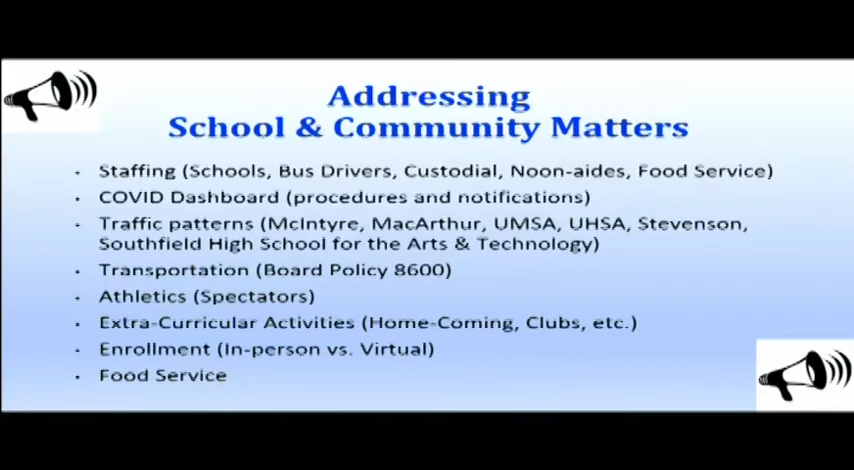 Addressing
School & Community Matters
• Staffing (Schools, Bus Drivers, Custodial, Noon-aides, Food Service)
• COVID Dashboard (procedures and notifications)
• Traffic patterns (McIntyre, MacArthur, UMSA, UHSA, Stevenson,
Southfield High School for the Arts & Technology)
• Transportation (Board Policy 8600)
• Athletics (Spectators)
• Extra-Curricular Activities (Home-Coming, Clubs, etc.)
• Enrollment (In-person vs. Virtual)
• Food Service